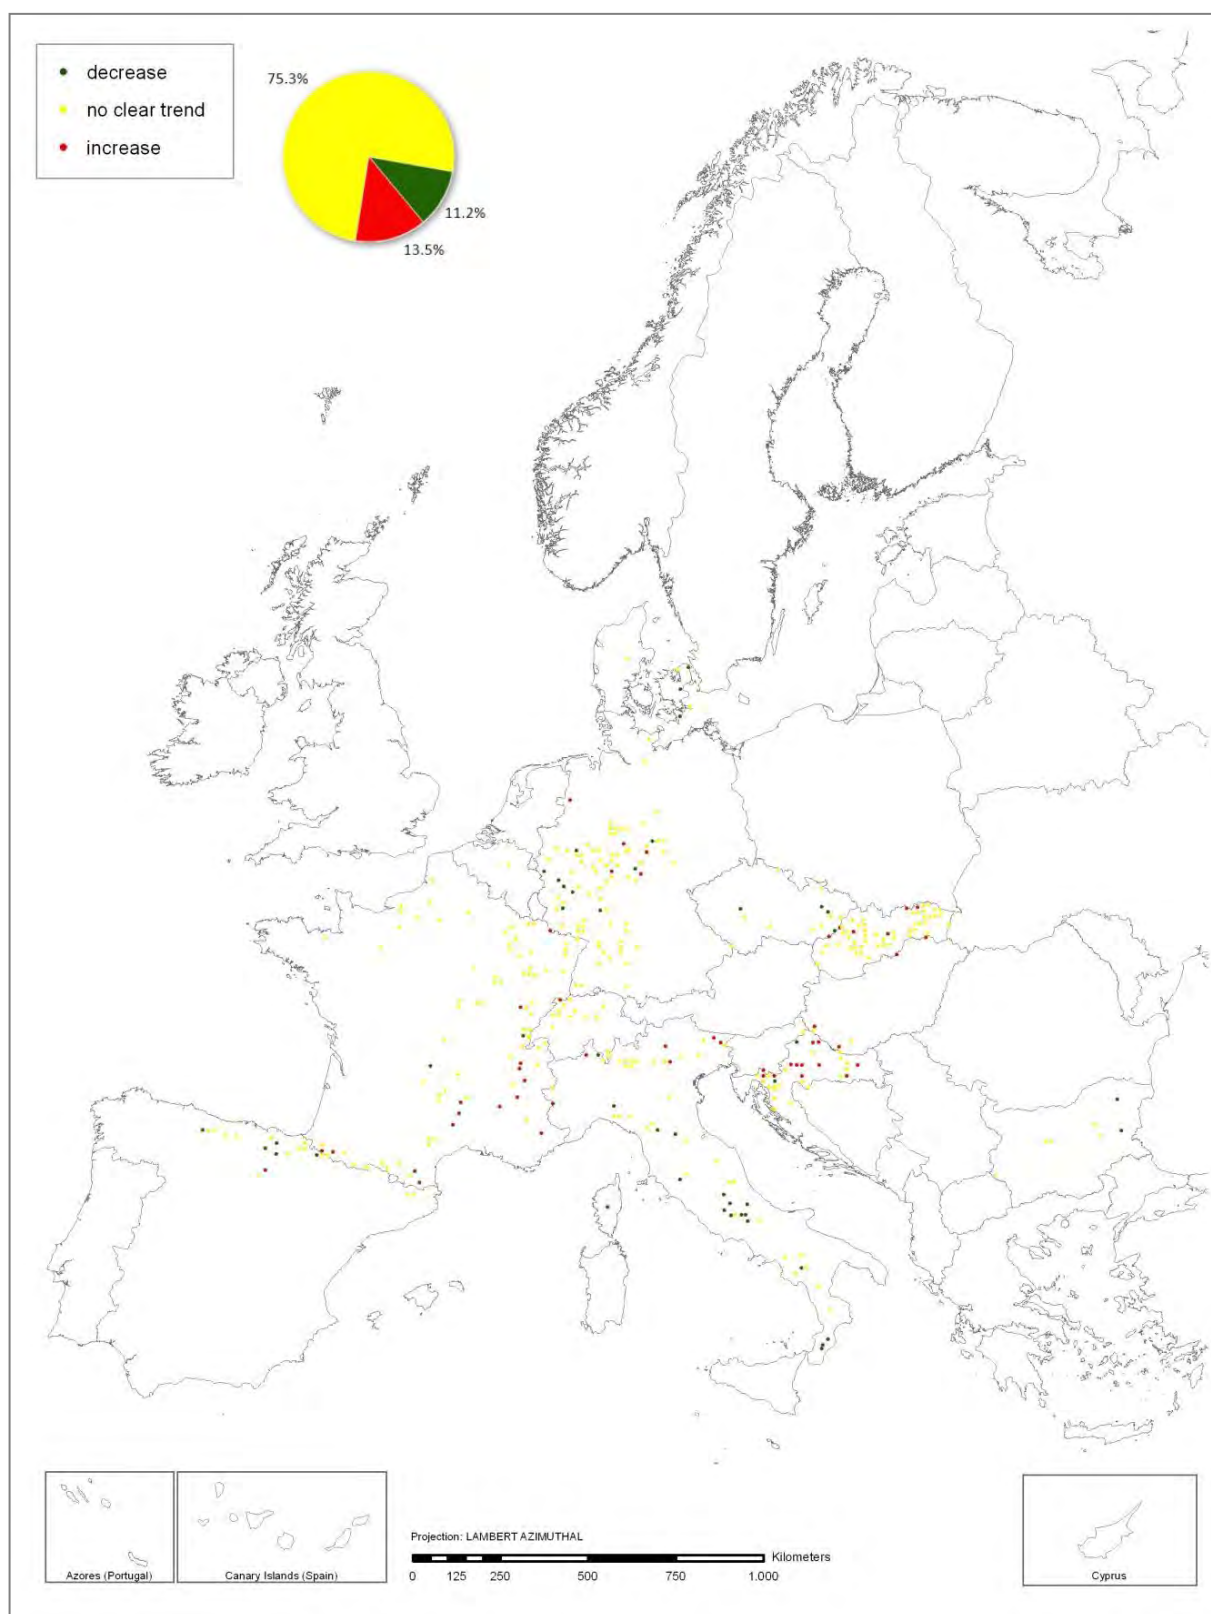 decrease
no clear trend
increase
75.3%
11.2%
13.5%
Projection: LAMBERT AZIMUTHAL
Kilometers
0 125 250 500 750 1.000
Azores (Portugal)
Canary Islands (Spain)
Cyprus